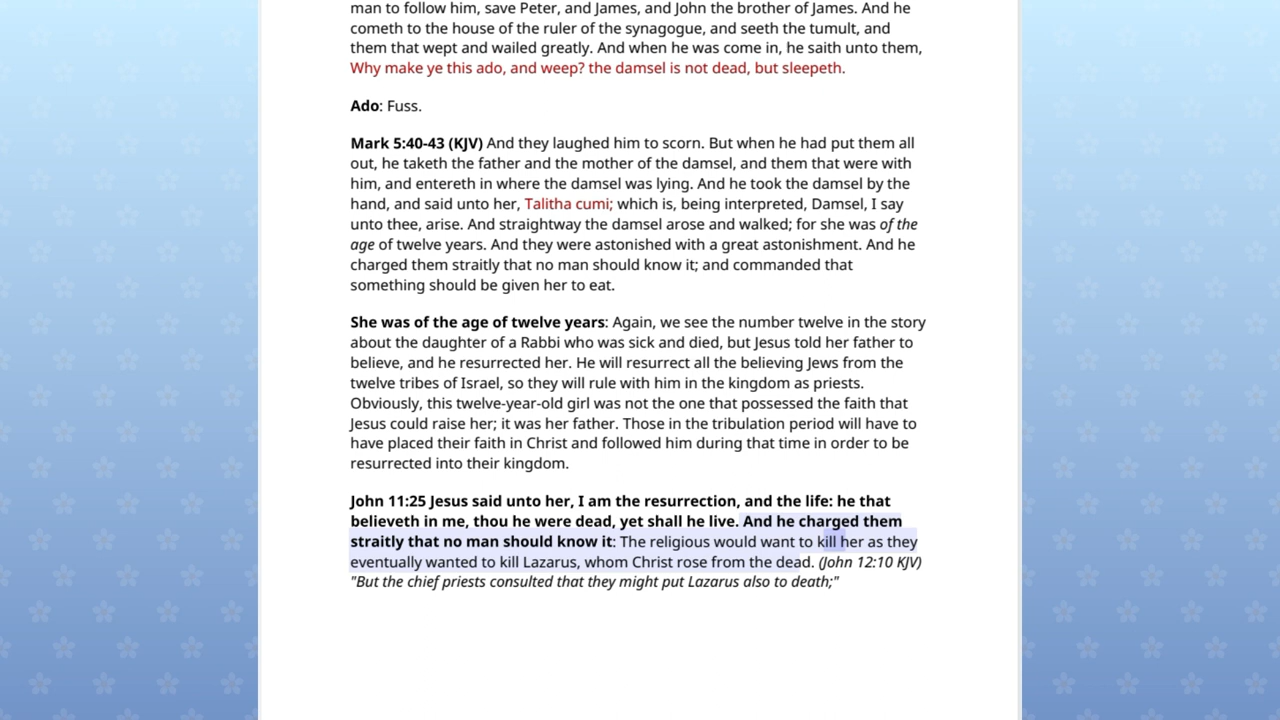 man to follow him, save Peter, and James, and John the brother of James. And he
cometh to the house of the ruler of the synagogue, and seeth the tumult, and
them that wept and wailed greatly. And when he was come in, he saith unto them,
Why make ye this ado, and weep? the damsel is not dead, but sleepeth.
Ado: Fuss.
Mark 5:40-43 (KJV) And they laughed him to scorn. But when he had put them all
out, he taketh the father and the mother of the damsel, and them that were with
him, and entereth in where the damsel was lying. And he took the damsel by the
hand, and said unto her, Talitha cumi; which is, being interpreted, Damsel, I say
unto thee, arise. And straightway the damsel arose and walked; for she was of the
age of twelve years. And they were astonished with a great astonishment. And he
charged them straitly that no man should know it; and commanded that
something should be given her to eat.
She was of the age of twelve years: Again, we see the number twelve in the story
about the daughter of a Rabbi who was sick and died, but Jesus told her father to
believe, and he resurrected her. He will resurrect all the believing Jews from the
twelve tribes of Israel, so they will rule with him in the kingdom as priests.
Obviously, this twelve-year-old girl was not the one that possessed the faith that
Jesus could raise her; it was her father. Those in the tribulation period will have to
have placed their faith in Christ and followed him during that time in order to be
resurrected into their kingdom.
John 11:25 Jesus said unto her, I am the resurrection, and the life: he that
believeth in me, thou he were dead, yet shall he live. And he charged them
straitly that no man should know it: The religious would want to kill her as they
eventually wanted to kill Lazarus, whom Christ rose from the dead. (John 12:10 KJV)
"But the chief priests consulted that they might put Lazarus also to death;"